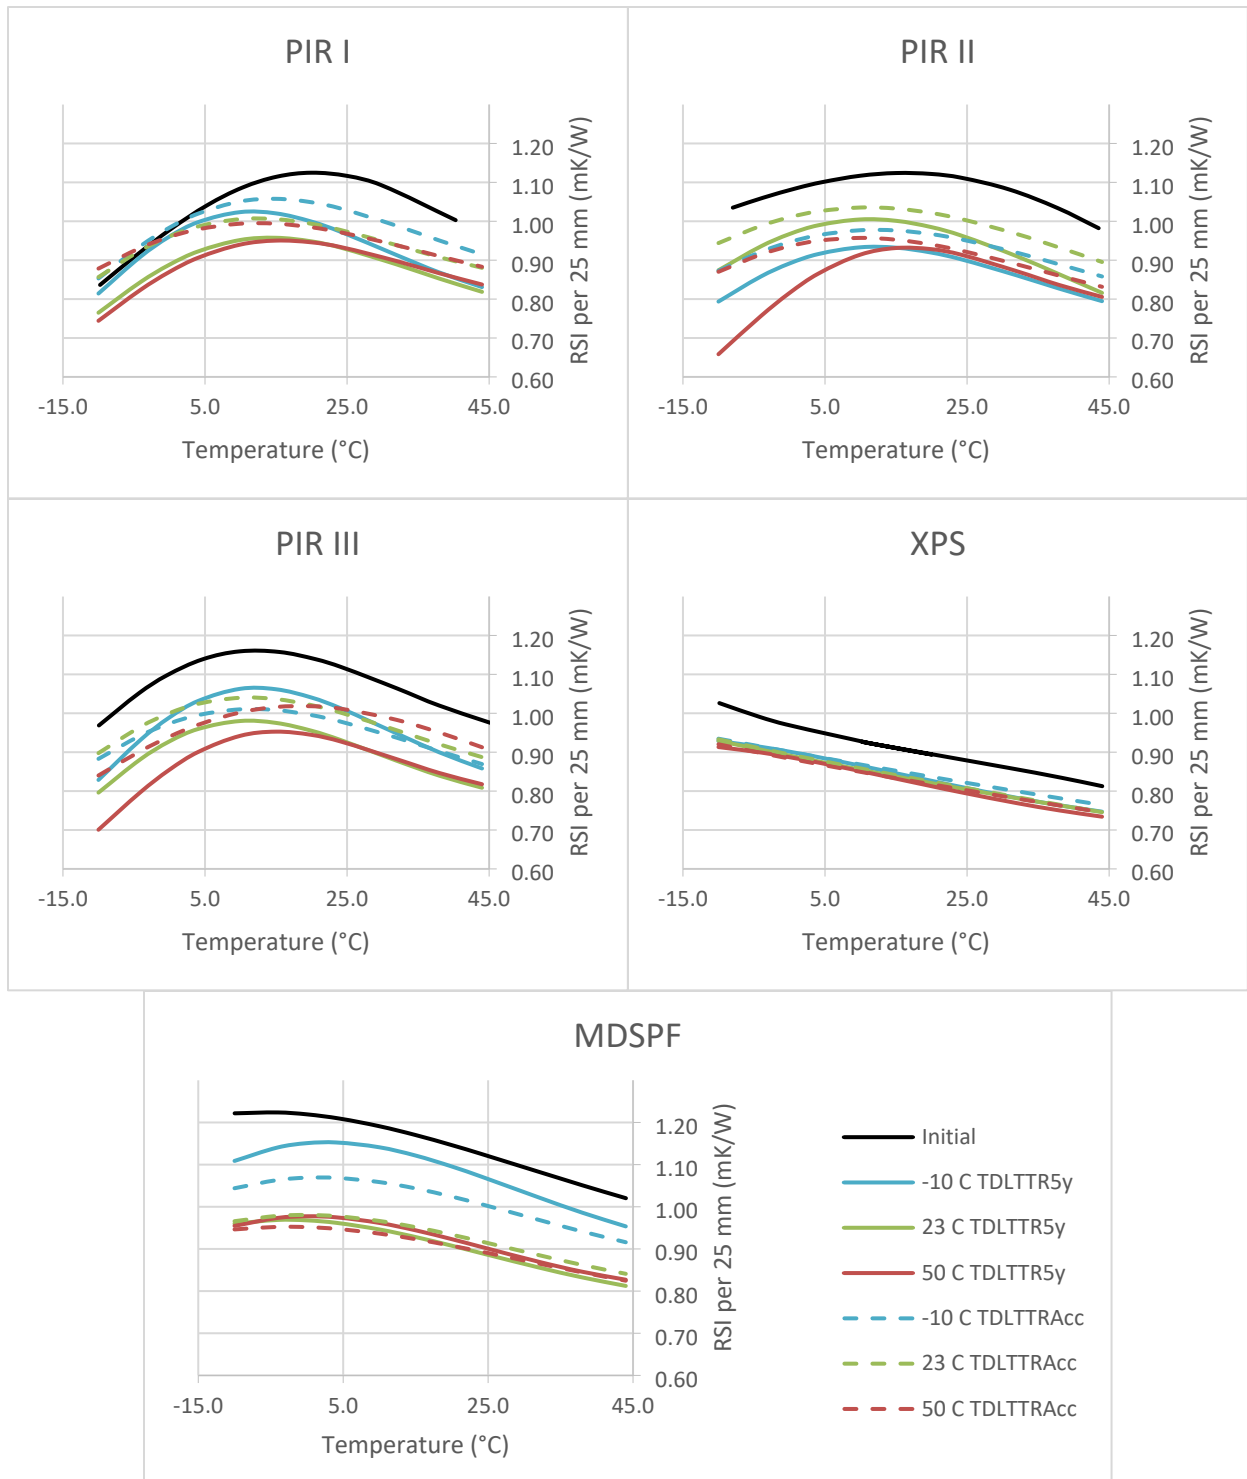 PIR I
1.20
1.10
1.00
0.90
0.80
0.70
0.60
RSI per 25 mm (mK/W)
-15.0 5.0 25.0 45.0
Temperature (°C)
PIR II
1.20
1.10
1.00
0.90
0.80
0.70
0.60
RSI per 25 mm (mK/W)
-15.0 5.0 25.0 45.0
Temperature (°C)
PIR III
1.20
1.10
1.00
0.90
0.80
0.70
0.60
RSI per 25 mm (mK/W)
-15.0 5.0 25.0 45.0
Temperature (°C)
XPS
1.20
1.10
1.00
0.90
0.80
0.70
0.60
RSI per 25 mm (mK/W)
-15.0 5.0 25.0 45.0
Temperature (°C)
MDSPF
1.20
1.10
1.00
0.90
0.80
0.70
0.60
RSI per 25 mm (mK/W)
-15.0 5.0 25.0 45.0
Temperature (°C)
Initial
-10 C TDLTTR5y
23 C TDLTTR5y
50 C TDLTTR5y
-10 C TDLTTRAcc
23 C TDLTTRAcc
50 C TDLTTRAcc